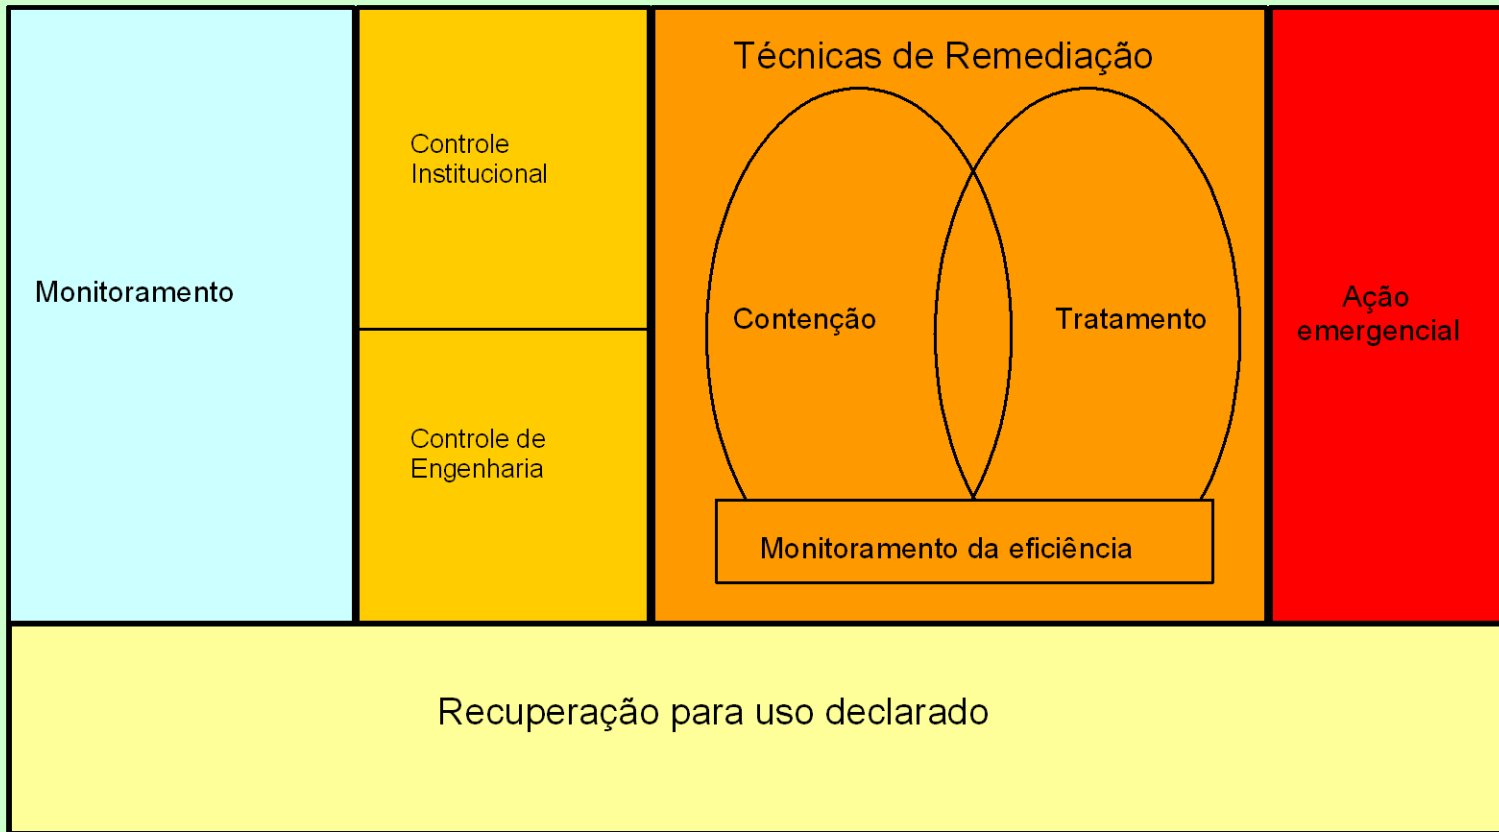 Técnicas de Remediação
Controle
Institucional
Monitoramento
Contenção
Tratamento
Ação
emergencial
Controle de
Engenharia
Monitoramento da eficiência
Recuperação para uso declarado